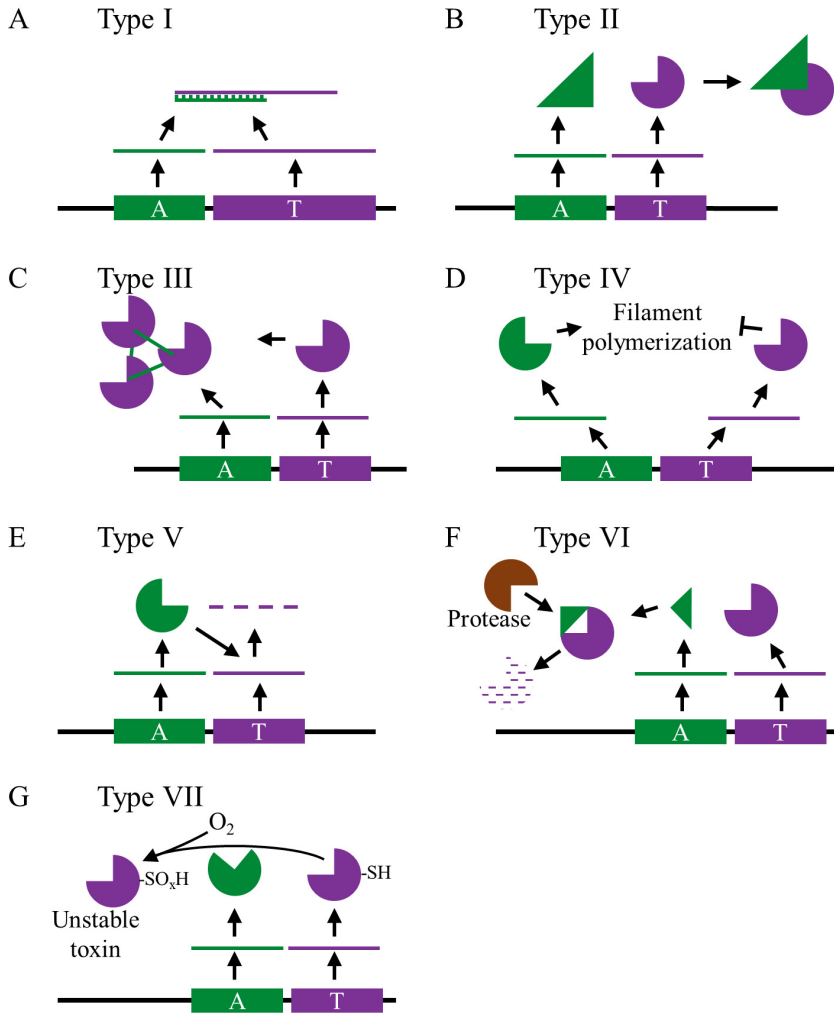 A Type I
A T
B Type II
A T
C Type III
A T
D Type IV
Filament
polymerization
A T
E Type V
A T
F Type VI
Protease
A T
G Type VII
O₂
-SOₓH -SH
Unstable
toxin
A T